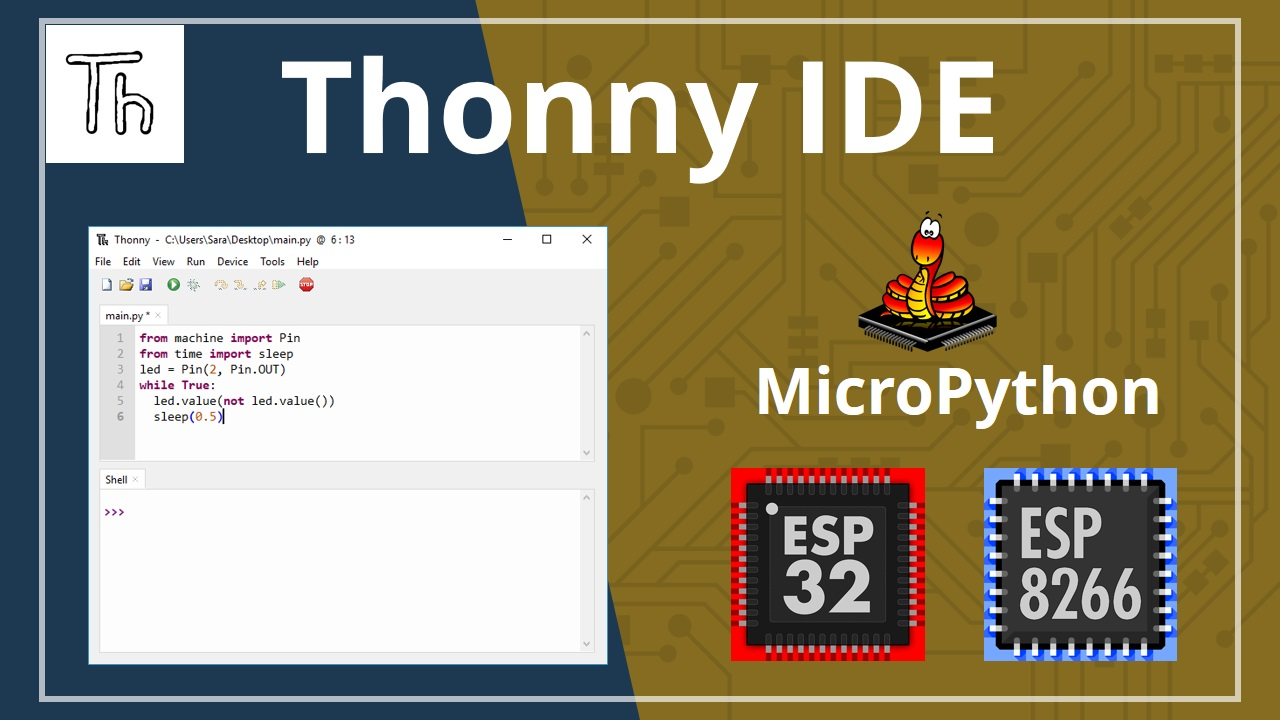 Th
Thonny IDE
Th Thonny - C:\Users\Sara\Desktop\main.py @ 6 : 13
File Edit View Run Device Tools Help
STOP
main.py *
1 from machine import Pin
2 from time import sleep
3 led = Pin(2, Pin.OUT)
4 while True:
5 led.value(not led.value())
6 sleep(0.5)
Shell
>>>
MicroPython
ESP
32
ESP
8266